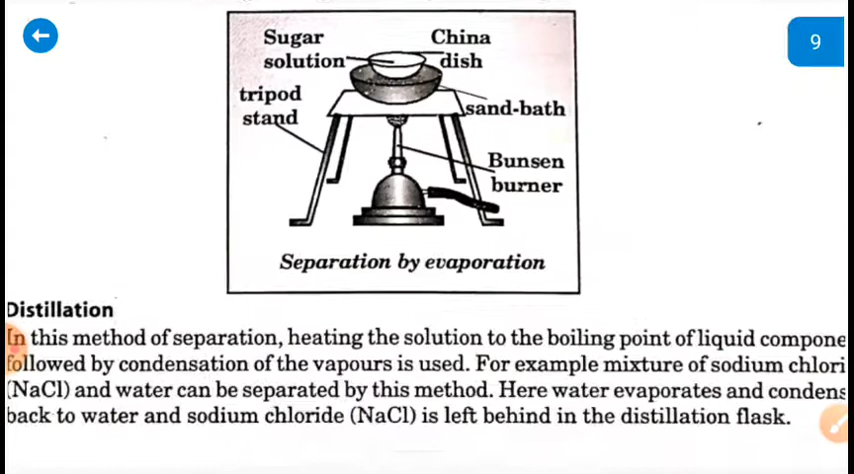 9
Sugar
solution
China
dish
tripod
stand
sand-bath
Bunsen
burner
Separation by evaporation
Distillation
In this method of separation, heating the solution to the boiling point of liquid compone
followed by condensation of the vapours is used. For example mixture of sodium chlori
(NaCl) and water can be separated by this method. Here water evaporates and condens
back to water and sodium chloride (NaCl) is left behind in the distillation flask.